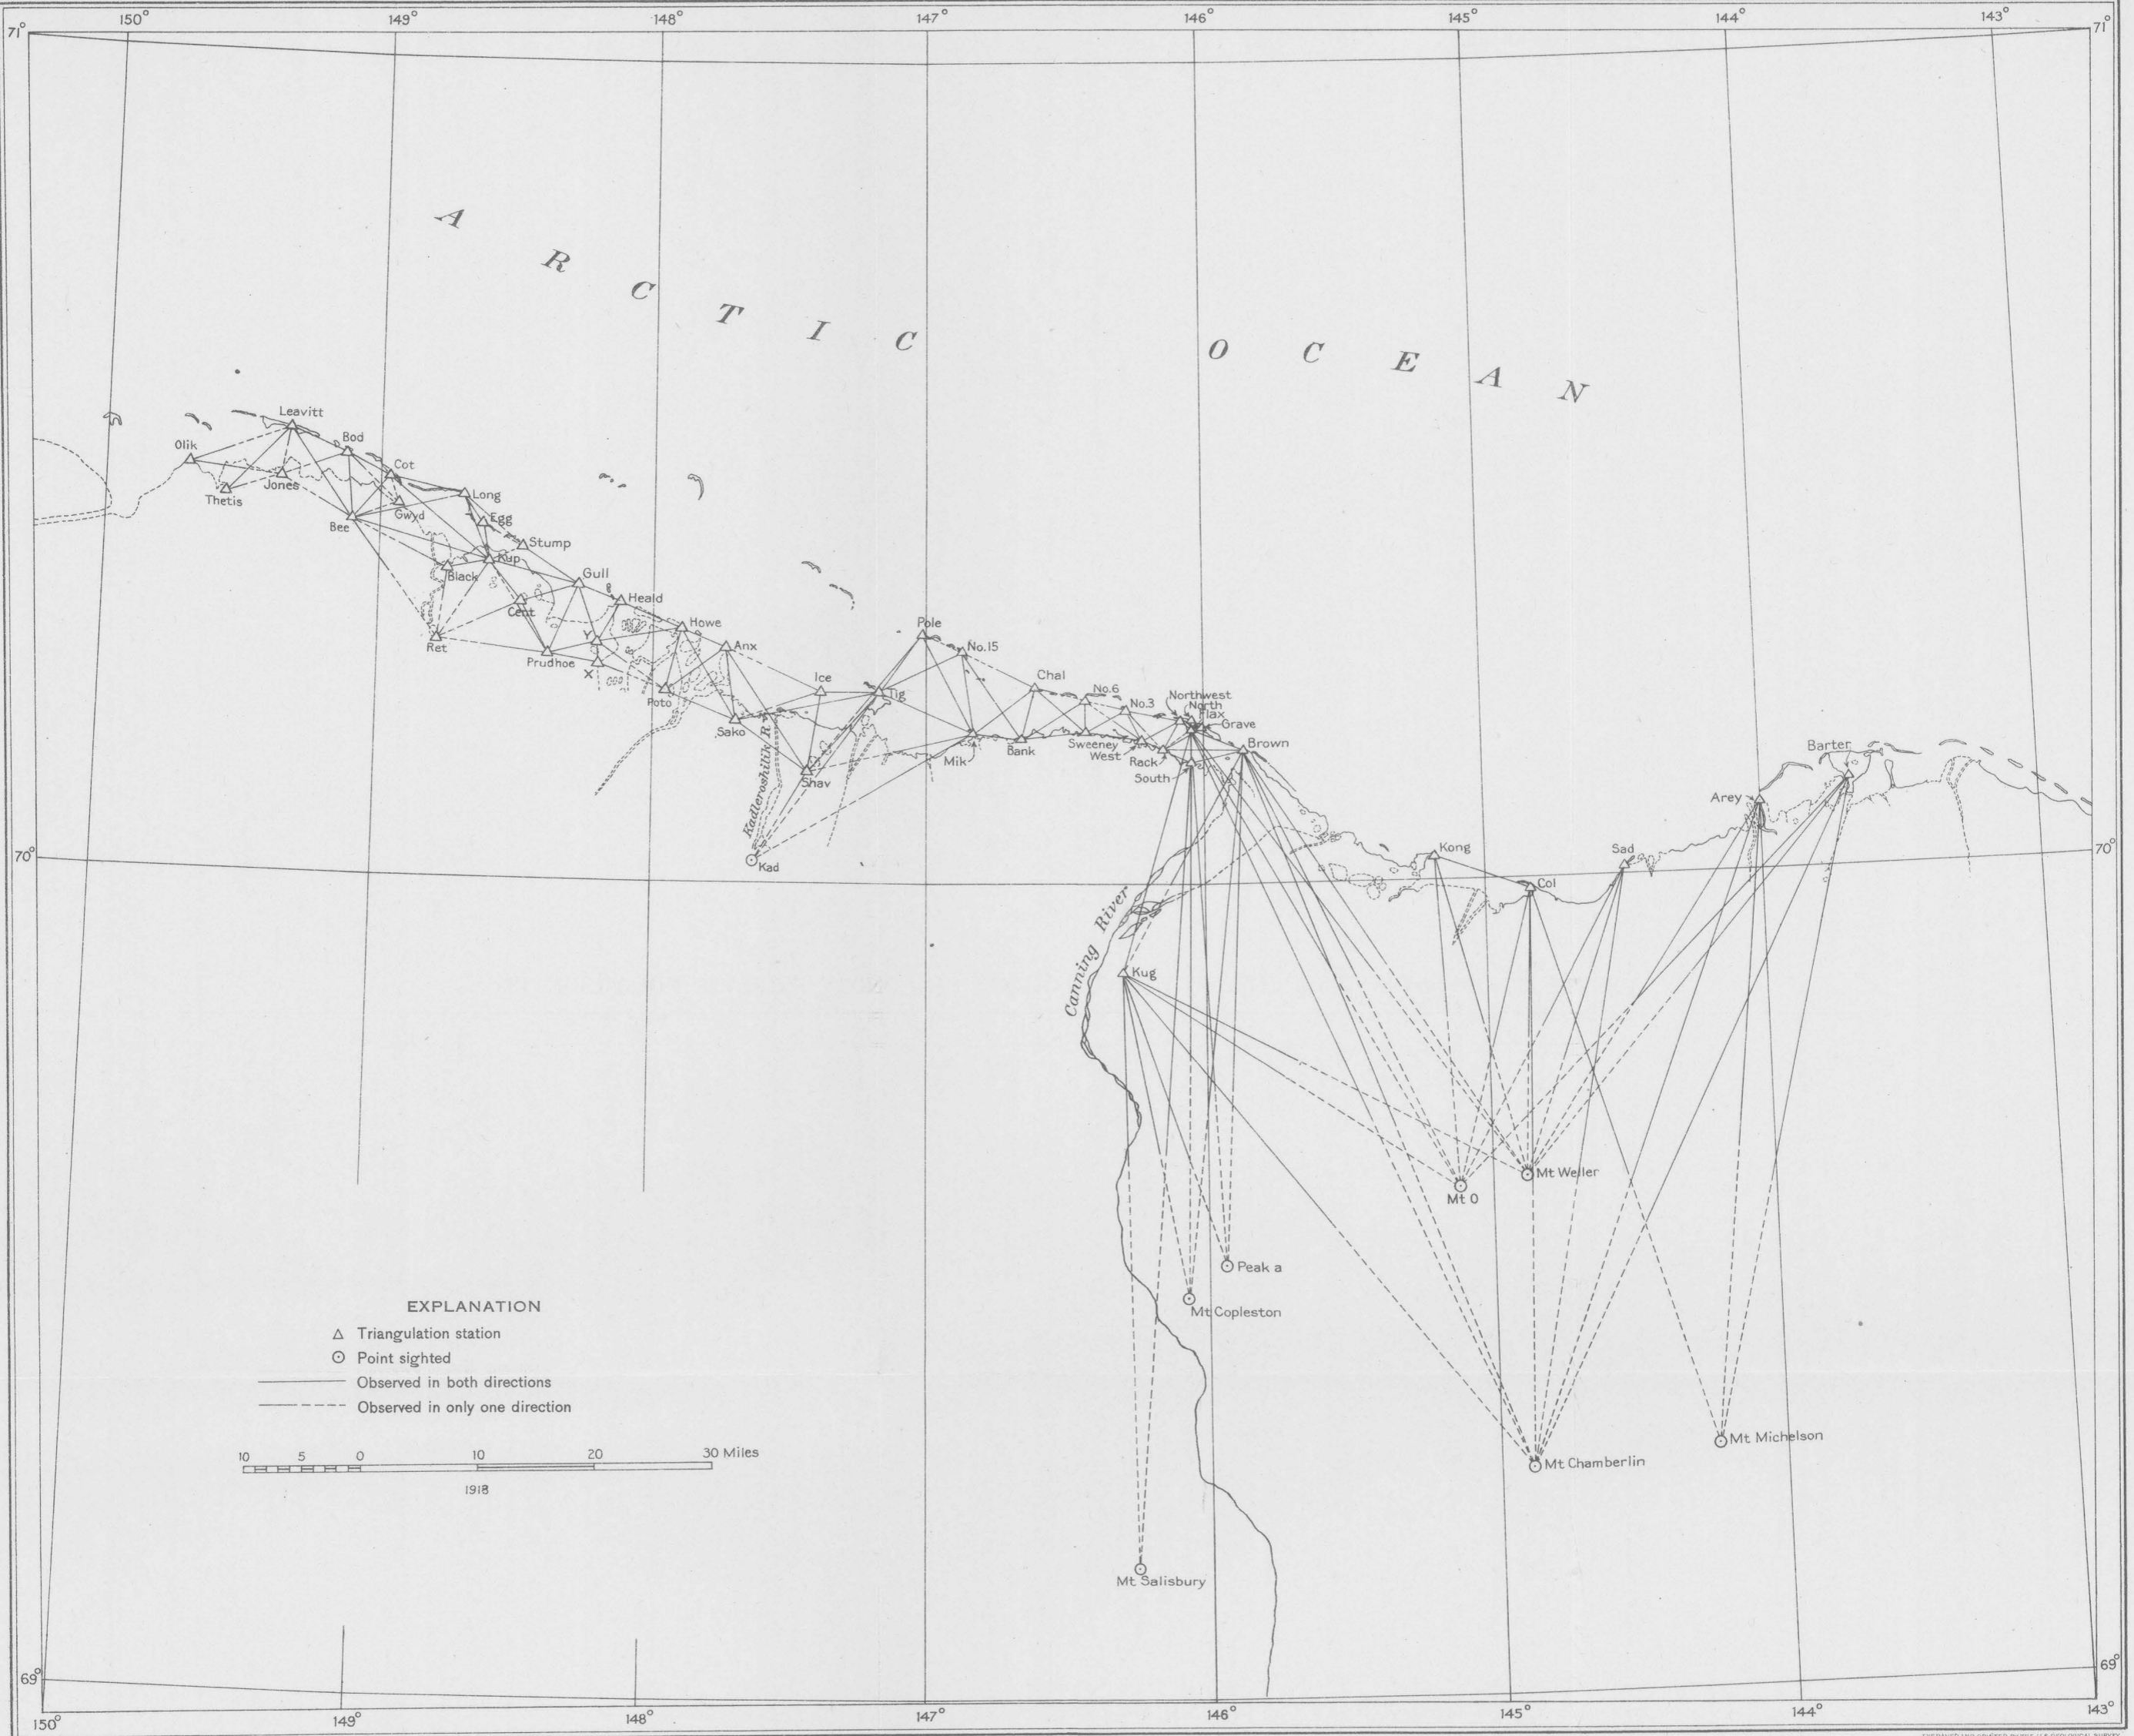 150° 149° 148° 147° 146° 145° 144° 143°
71° 71°
ARCTIC OCEAN
Leavitt
Olik
Bod
Cot
Thetis
Jones
Long
Gwyd
Bee
Egg
Stump
Kup
Black
Gull
Cent
Heald
Howe
Ret
Y
Prudhoe
X
Anx
Poto
Sako
Ice
Tig
Shav
Pole
No.15
Chal
No.6
No.3
Northwest
North
Flax
Grave
Mik
Bank
Sweeney
West
Rack
South
Brown
Barter
Arey
Kadleroshilik R.
Kad
Kong
Sad
Col
70° 70°
Canning River
Kug
Mt Weller
Mt O
Peak a
Mt Copleston
Mt Michelson
Mt Chamberlin
Mt Salisbury
EXPLANATION
Triangulation station
Point sighted
Observed in both directions
Observed in only one direction
10 5 0 10 20 30 Miles
1918
69° 69°
150° 149° 148° 147° 146° 145° 144° 143°